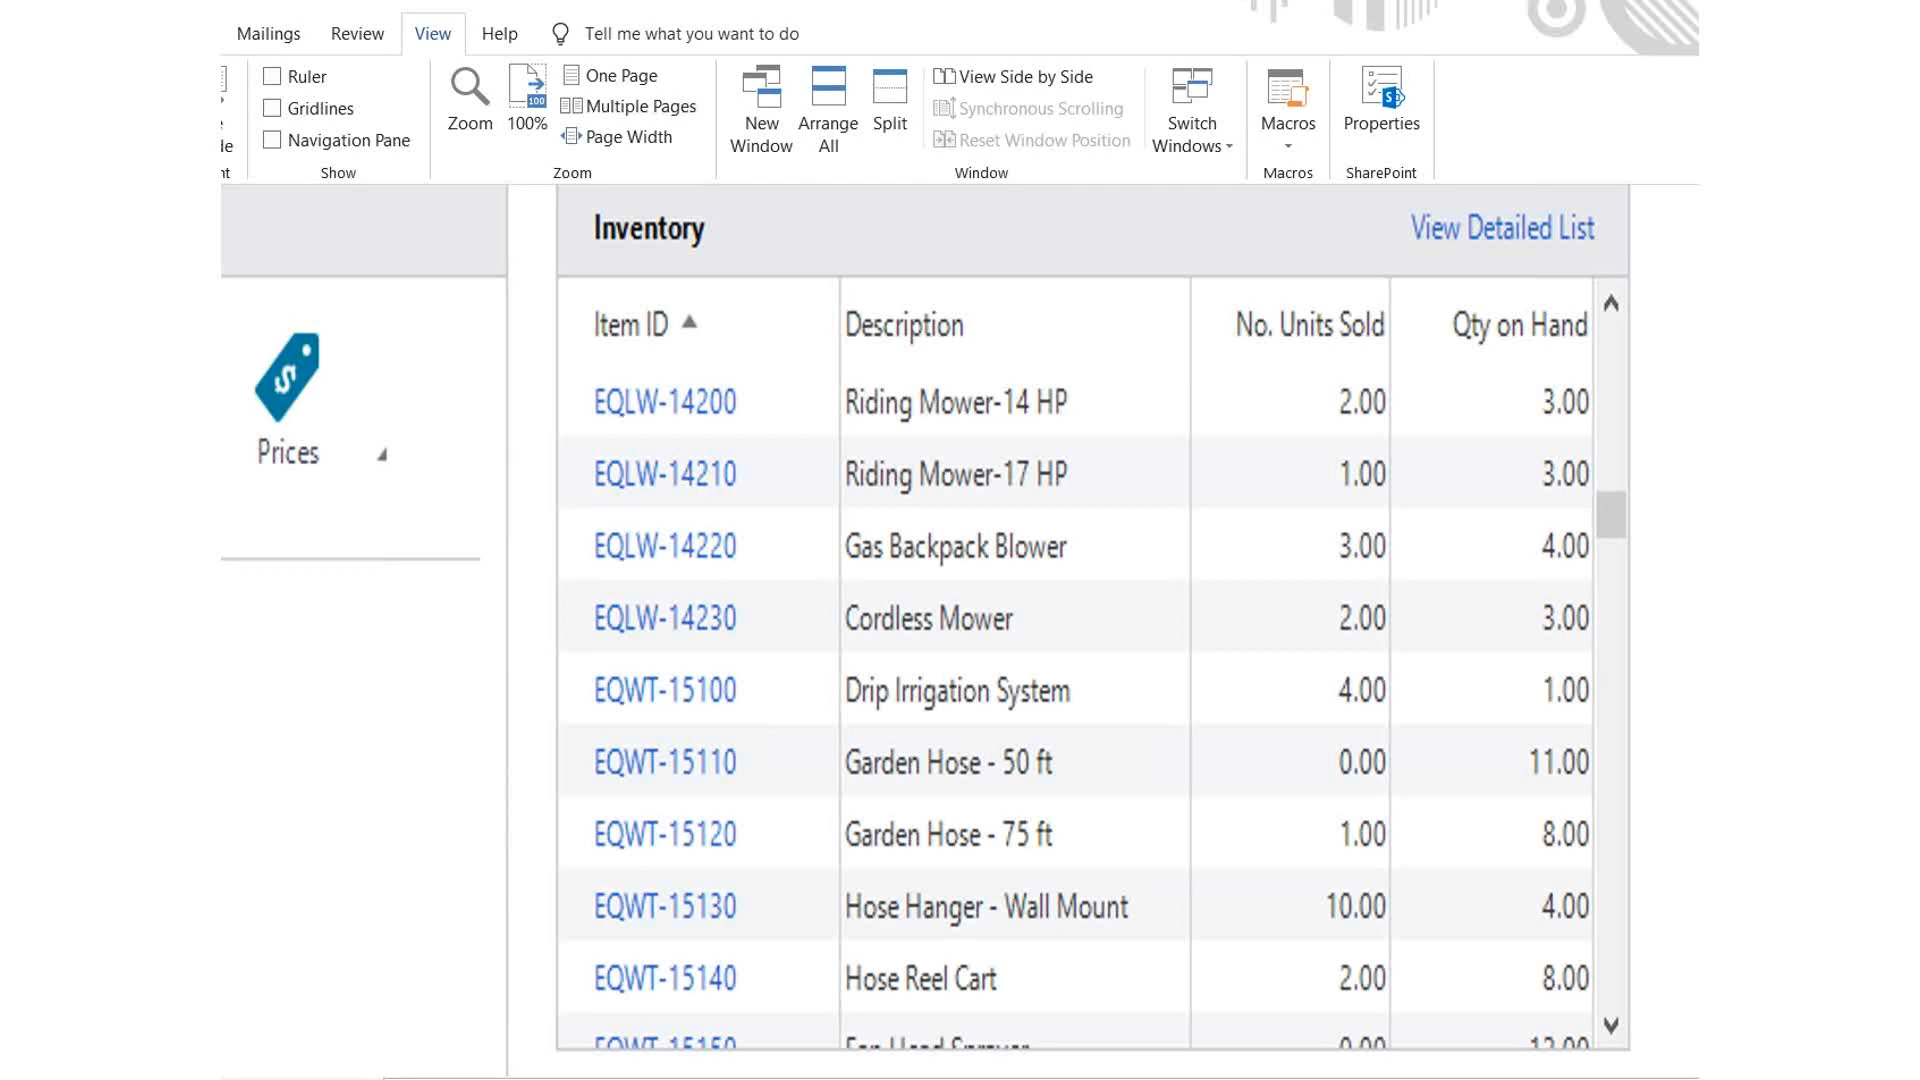 Mailings Review View Help Tell me what you want to do
Ruler
Gridlines
Navigation Pane
Show
Zoom 100%
One Page
Multiple Pages
Page Width
Zoom
New Window
Arrange All
Split
View Side by Side
Synchronous Scrolling
Reset Window Position
Switch Windows
Window
Macros
Macros
Properties
SharePoint
Prices
Inventory View Detailed List
Item ID Description No. Units Sold Qty on Hand
EQLW-14200 Riding Mower-14 HP 2.00 3.00
EQLW-14210 Riding Mower-17 HP 1.00 3.00
EQLW-14220 Gas Backpack Blower 3.00 4.00
EQLW-14230 Cordless Mower 2.00 3.00
EQWT-15100 Drip Irrigation System 4.00 1.00
EQWT-15110 Garden Hose - 50 ft 0.00 11.00
EQWT-15120 Garden Hose - 75 ft 1.00 8.00
EQWT-15130 Hose Hanger - Wall Mount 10.00 4.00
EQWT-15140 Hose Reel Cart 2.00 8.00